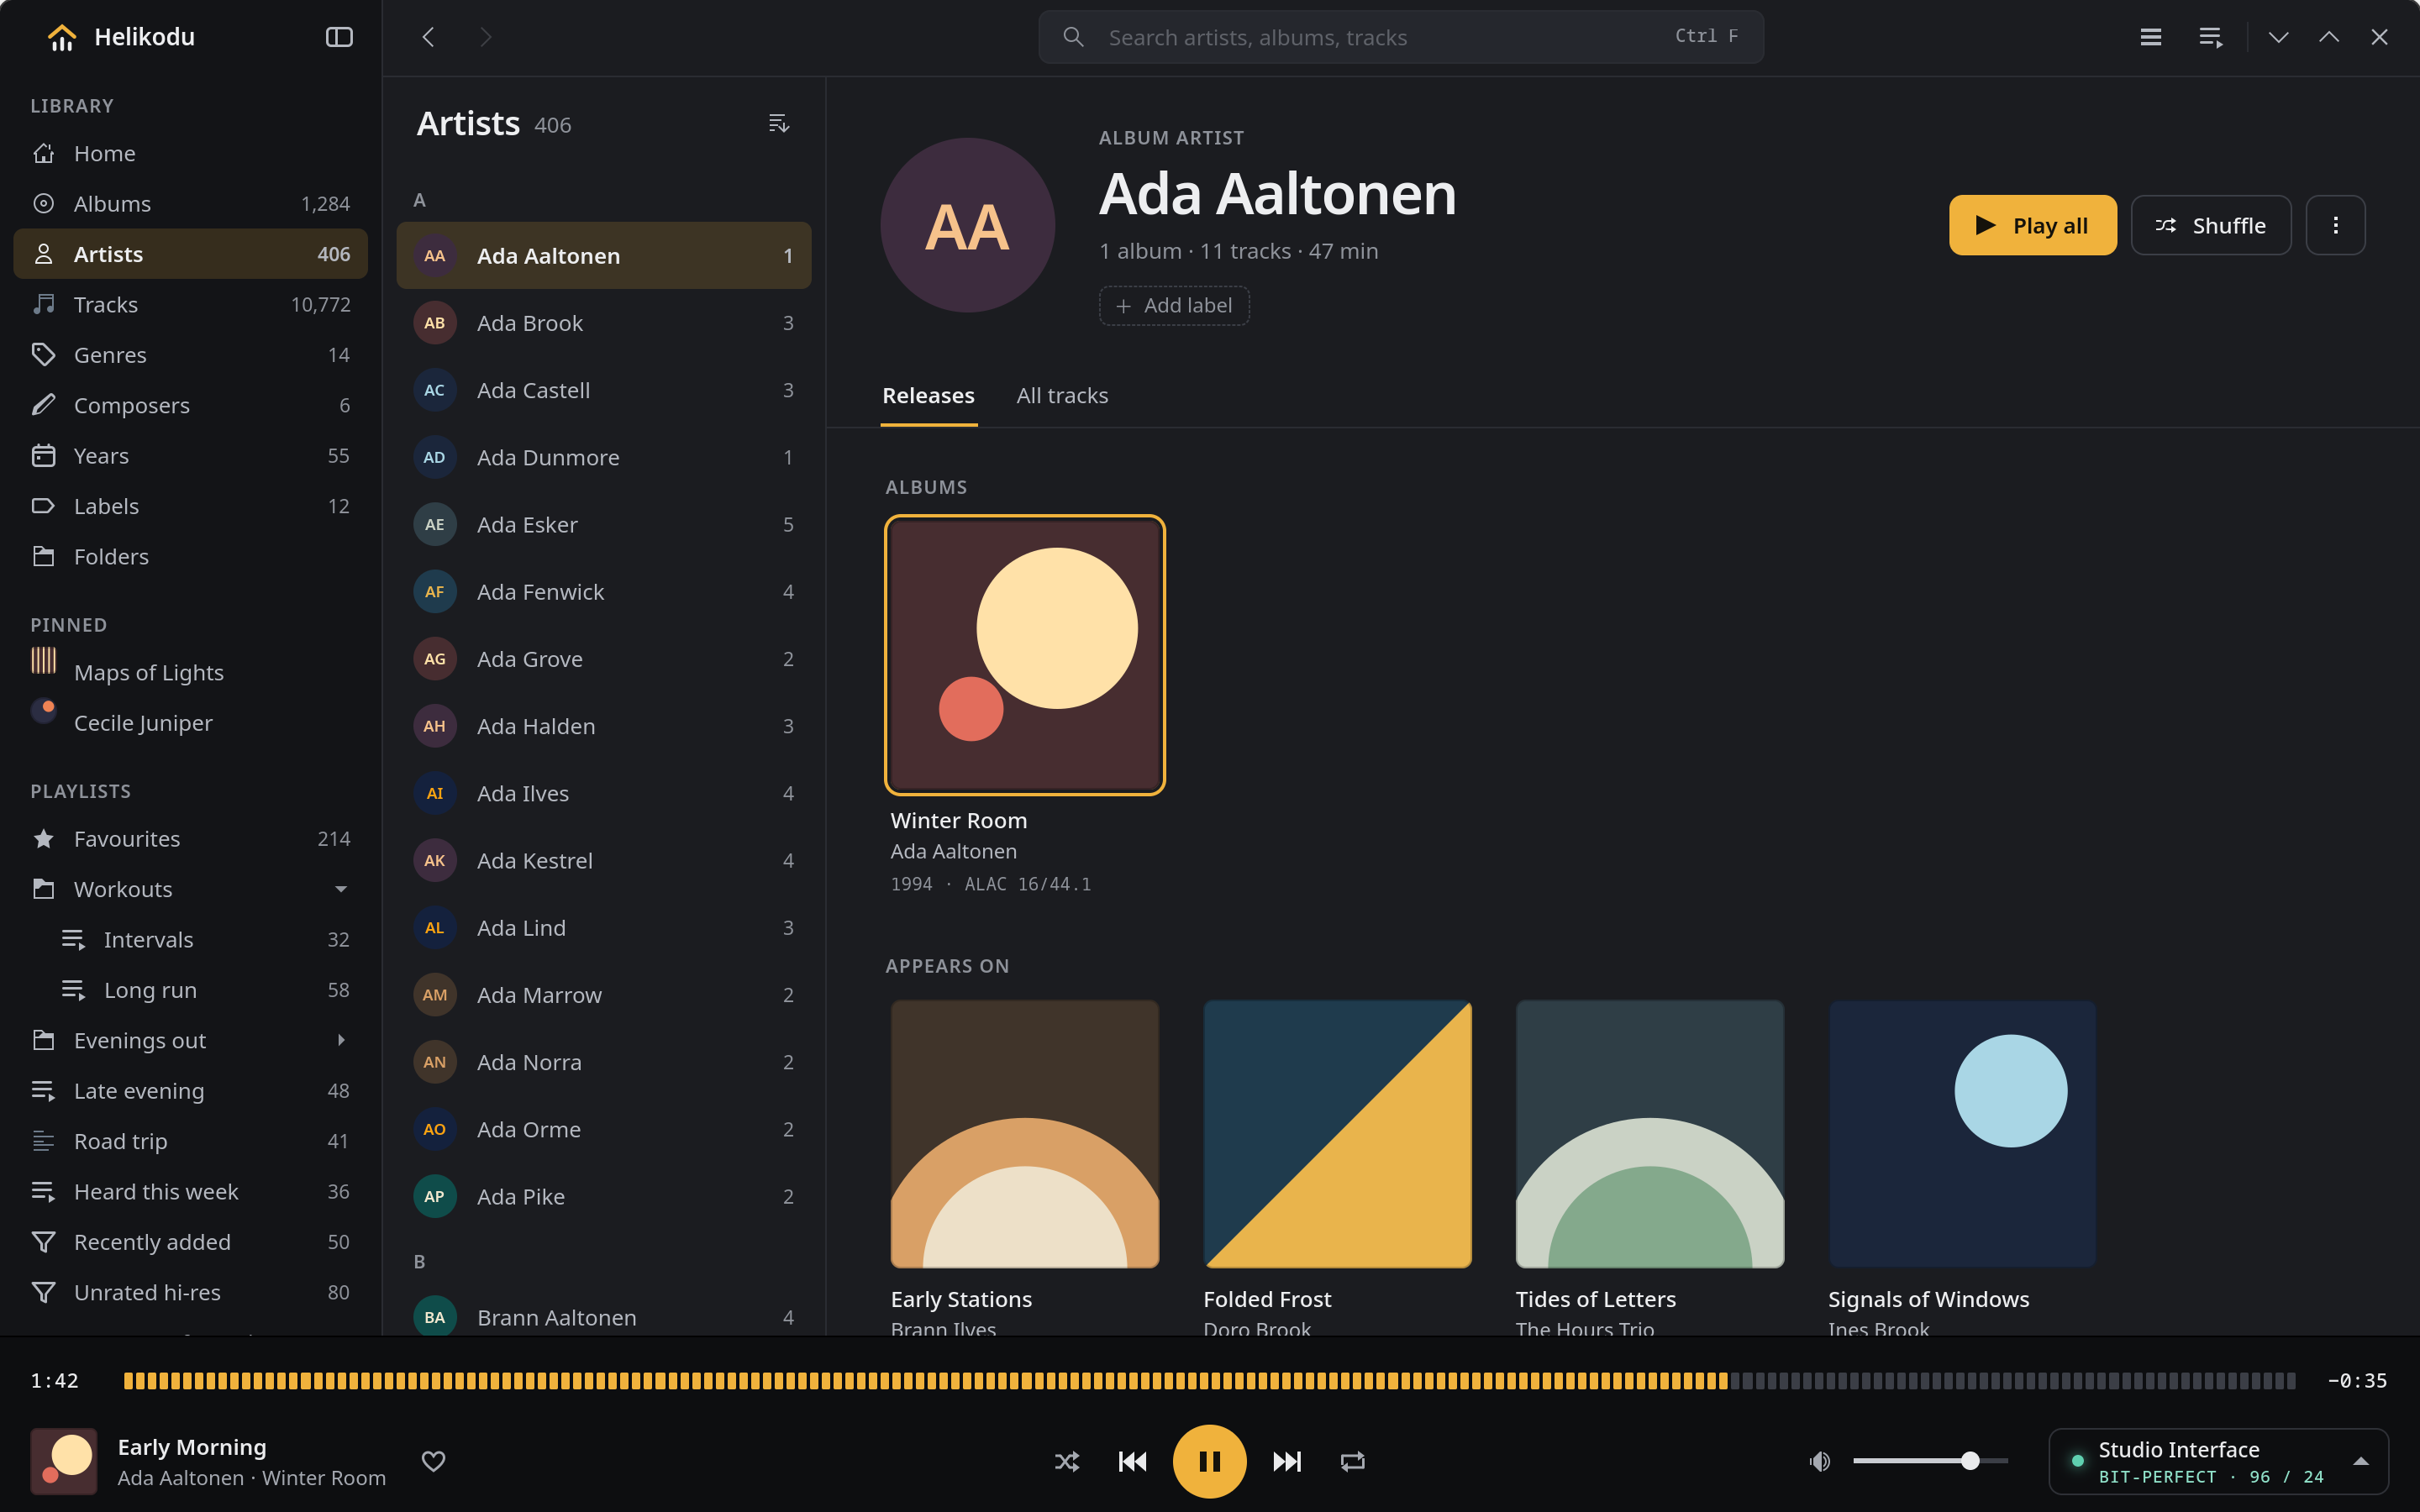 Helikodu
Search artists, albums, tracks
Ctrl F
LIBRARY
Home
Albums 1,284
Artists 406
Tracks 10,772
Genres 14
Composers 6
Years 55
Labels 12
Folders
PINNED
Maps of Lights
Cecile Juniper
PLAYLISTS
Favourites 214
Workouts
Intervals 32
Long run 58
Evenings out
Late evening 48
Road trip 41
Heard this week 36
Recently added 50
Unrated hi-res 80
Artists 406
A
AA Ada Aaltonen 1
AB Ada Brook 3
AC Ada Castell 3
AD Ada Dunmore 1
AE Ada Esker 5
AF Ada Fenwick 4
AG Ada Grove 2
AH Ada Halden 3
AI Ada Ilves 4
AK Ada Kestrel 4
AL Ada Lind 3
AM Ada Marrow 2
AN Ada Norra 2
AO Ada Orme 2
AP Ada Pike 2
B
BA Brann Aaltonen 4
AA
ALBUM ARTIST
Ada Aaltonen
1 album · 11 tracks · 47 min
Add label
Play all
Shuffle
Releases All tracks
ALBUMS
Winter Room
Ada Aaltonen
1994 · ALAC 16/44.1
APPEARS ON
Early Stations
Brann Ilves
Folded Frost
Doro Brook
Tides of Letters
The Hours Trio
Signals of Windows
Ines Brook
1:42
−0:35
Early Morning
Ada Aaltonen · Winter Room
Studio Interface
BIT-PERFECT · 96 / 24